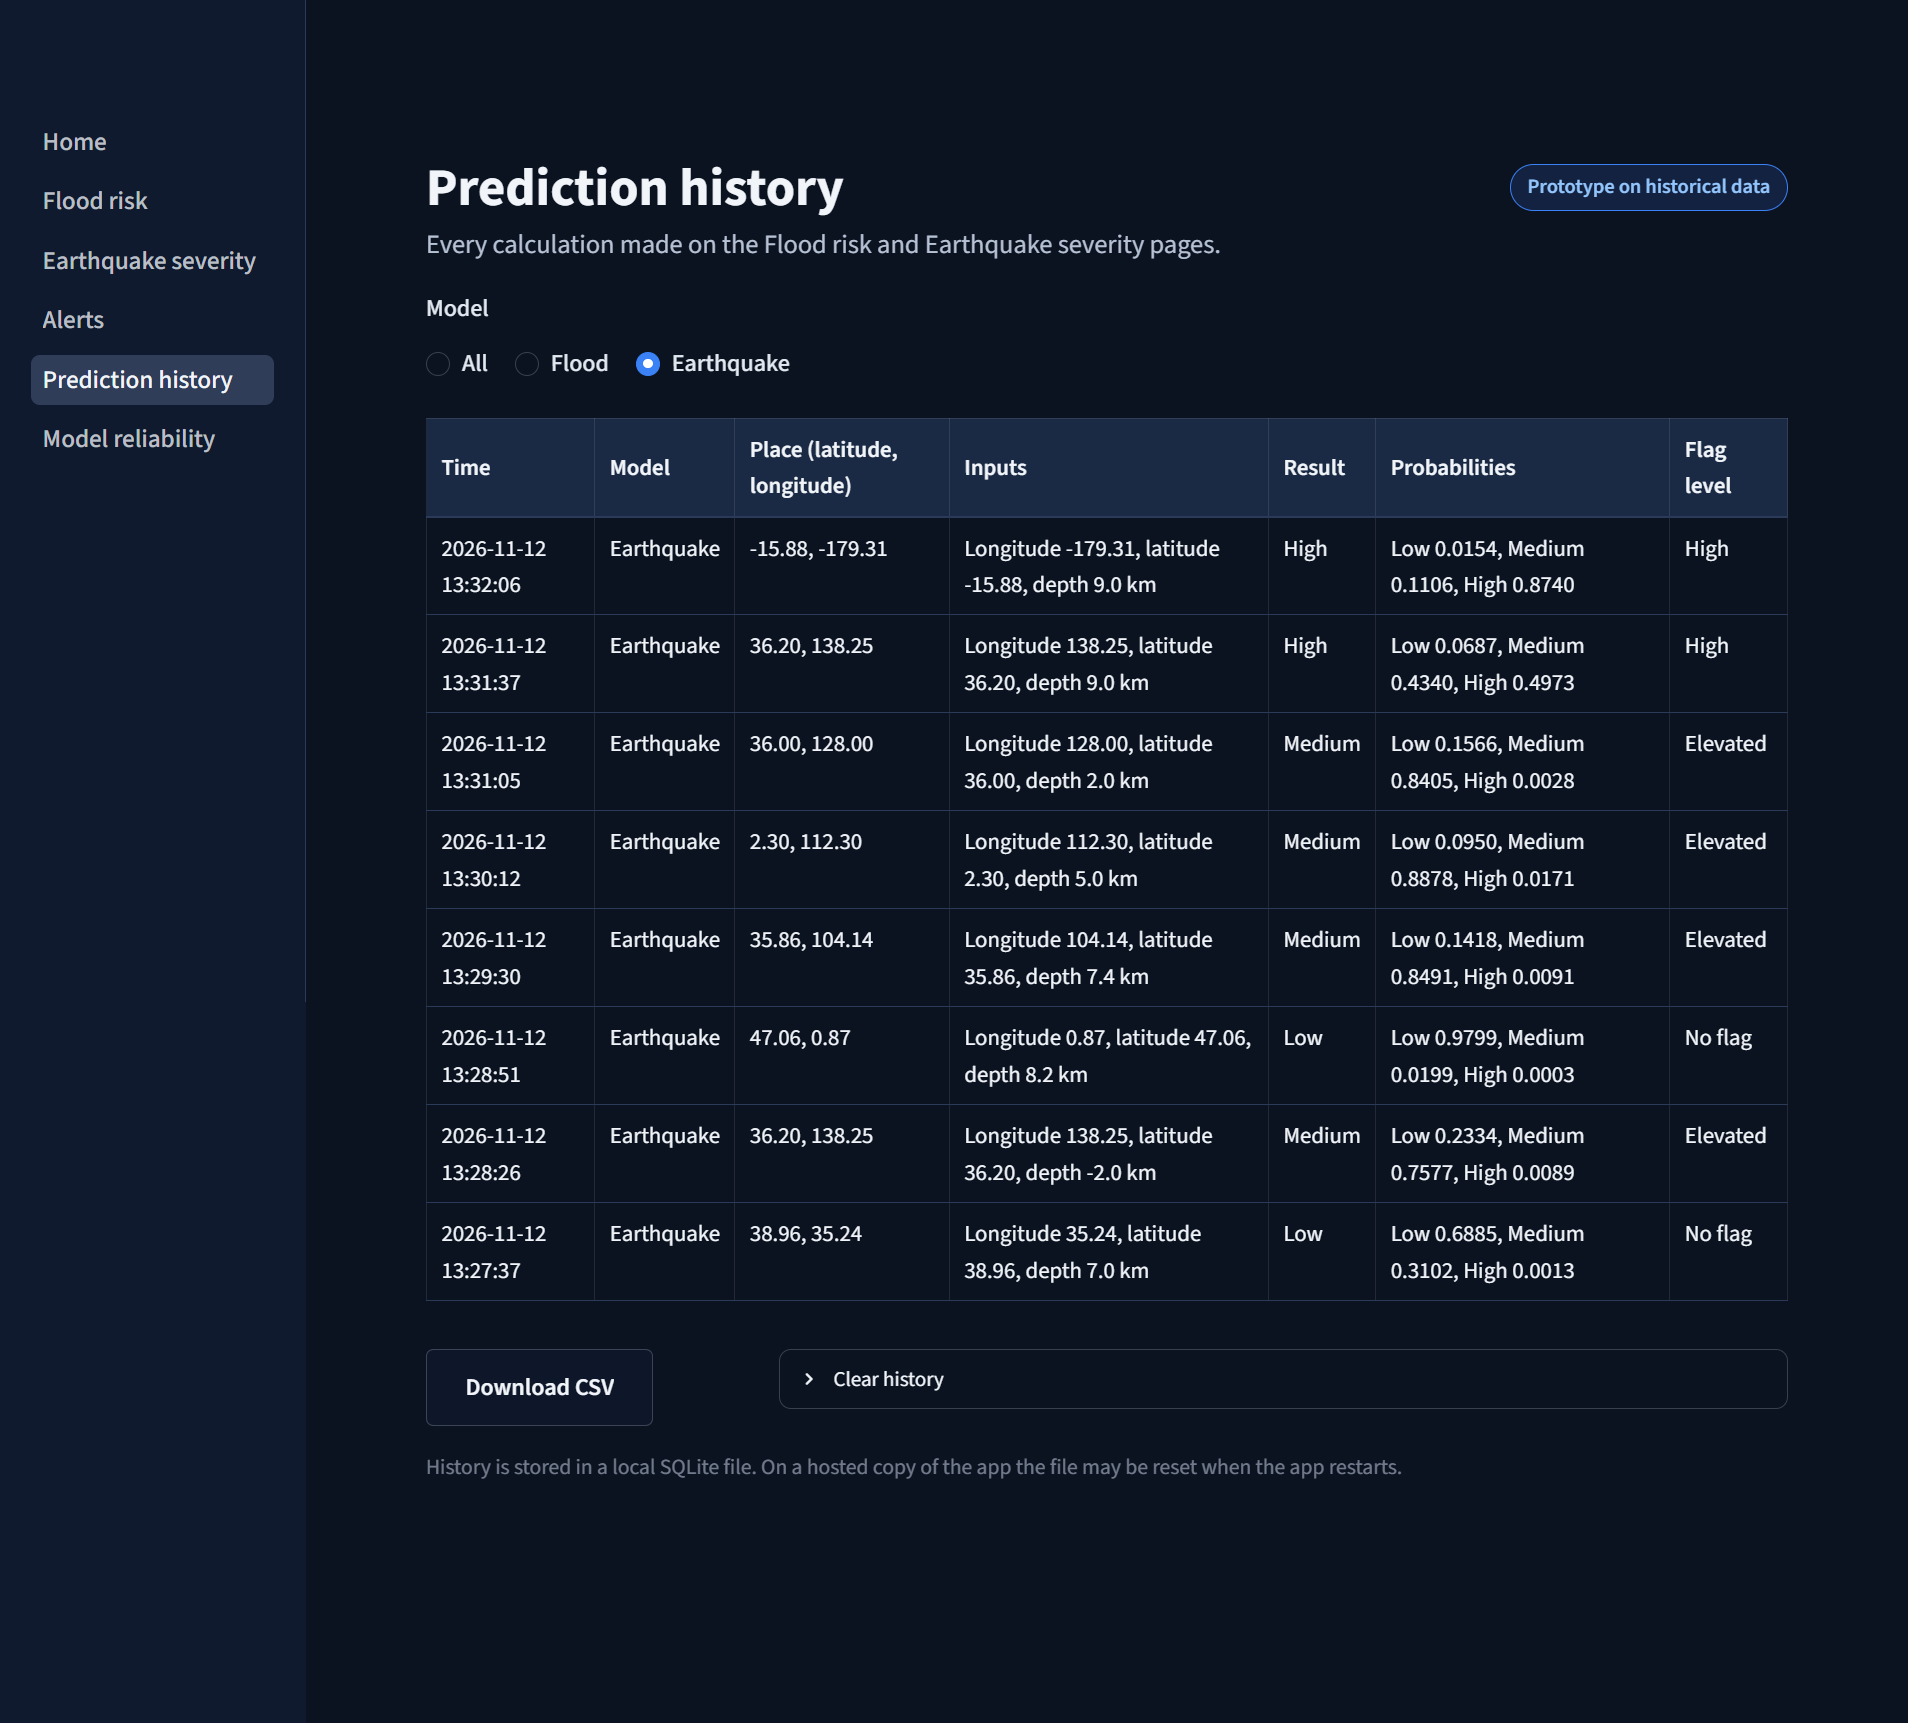 Home
Flood risk
Earthquake severity
Alerts
Prediction history
Model reliability
Prediction history
Prototype on historical data
Every calculation made on the Flood risk and Earthquake severity pages.
Model
All Flood Earthquake
Time Model Place (latitude, longitude) Inputs Result Probabilities Flag level
2026-11-12 13:32:06 Earthquake -15.88, -179.31 Longitude -179.31, latitude -15.88, depth 9.0 km High Low 0.0154, Medium 0.1106, High 0.8740 High
2026-11-12 13:31:37 Earthquake 36.20, 138.25 Longitude 138.25, latitude 36.20, depth 9.0 km High Low 0.0687, Medium 0.4340, High 0.4973 High
2026-11-12 13:31:05 Earthquake 36.00, 128.00 Longitude 128.00, latitude 36.00, depth 2.0 km Medium Low 0.1566, Medium 0.8405, High 0.0028 Elevated
2026-11-12 13:30:12 Earthquake 2.30, 112.30 Longitude 112.30, latitude 2.30, depth 5.0 km Medium Low 0.0950, Medium 0.8878, High 0.0171 Elevated
2026-11-12 13:29:30 Earthquake 35.86, 104.14 Longitude 104.14, latitude 35.86, depth 7.4 km Medium Low 0.1418, Medium 0.8491, High 0.0091 Elevated
2026-11-12 13:28:51 Earthquake 47.06, 0.87 Longitude 0.87, latitude 47.06, depth 8.2 km Low Low 0.9799, Medium 0.0199, High 0.0003 No flag
2026-11-12 13:28:26 Earthquake 36.20, 138.25 Longitude 138.25, latitude 36.20, depth -2.0 km Medium Low 0.2334, Medium 0.7577, High 0.0089 Elevated
2026-11-12 13:27:37 Earthquake 38.96, 35.24 Longitude 35.24, latitude 38.96, depth 7.0 km Low Low 0.6885, Medium 0.3102, High 0.0013 No flag
Download CSV
Clear history
History is stored in a local SQLite file. On a hosted copy of the app the file may be reset when the app restarts.